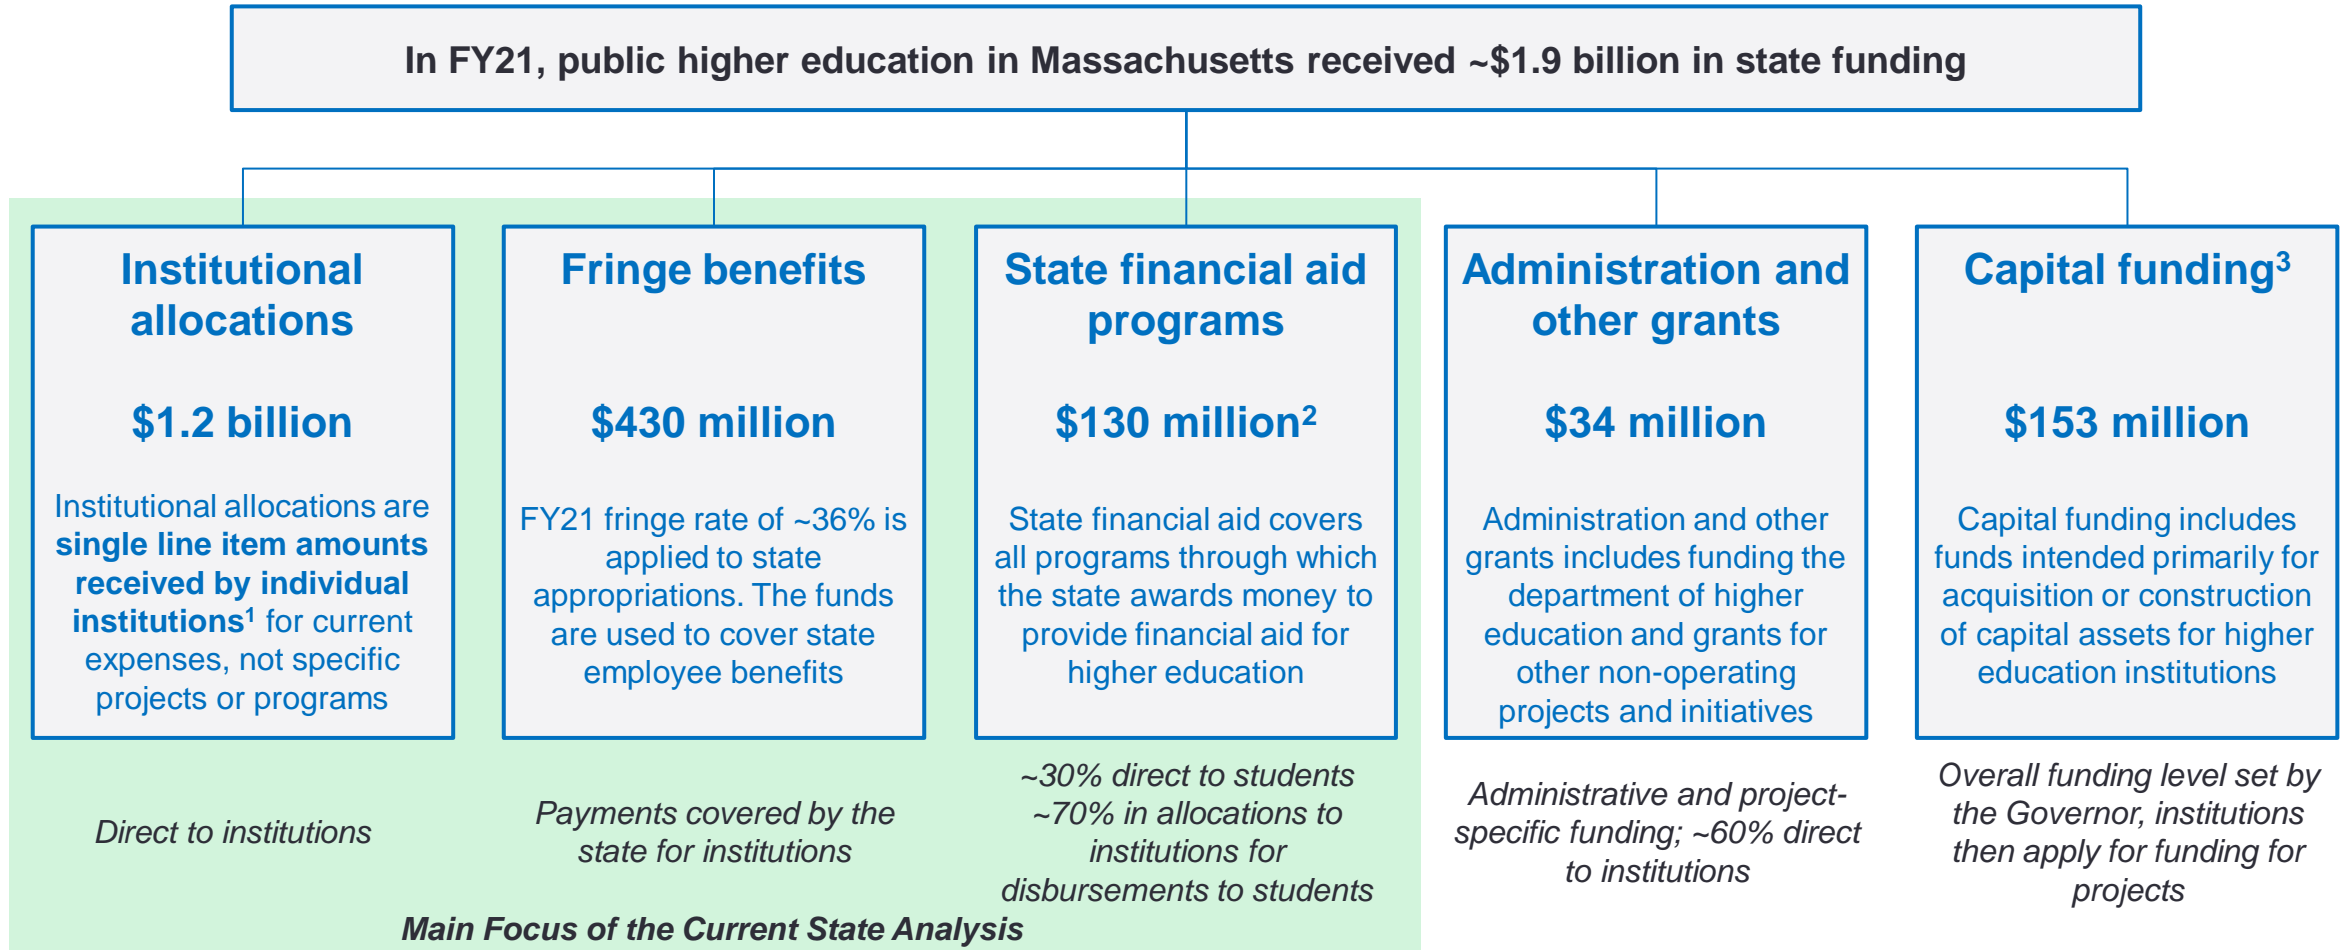 In FY21, public higher education in Massachusetts received ~$1.9 billion in state funding
Institutional
allocations
$1.2 billion
Institutional allocations are
single line item amounts
received by individual
institutions¹ for current
expenses, not specific
projects or programs
Direct to institutions
Fringe benefits
$430 million
FY21 fringe rate of ~36% is
applied to state
appropriations. The funds
are used to cover state
employee benefits
Payments covered by the
state for institutions
State financial aid
programs
$130 million²
State financial aid covers
all programs through which
the state awards money to
provide financial aid for
higher education
~30% direct to students
~70% in allocations to
institutions for
disbursements to students
Administration and
other grants
$34 million
Administration and other
grants includes funding the
department of higher
education and grants for
other non-operating
projects and initiatives
Administrative and project-
specific funding; ~60% direct
to institutions
Capital funding³
$153 million
Capital funding includes
funds intended primarily for
acquisition or construction
of capital assets for higher
education institutions
Overall funding level set by
the Governor, institutions
then apply for funding for
projects
Main Focus of the Current State Analysis